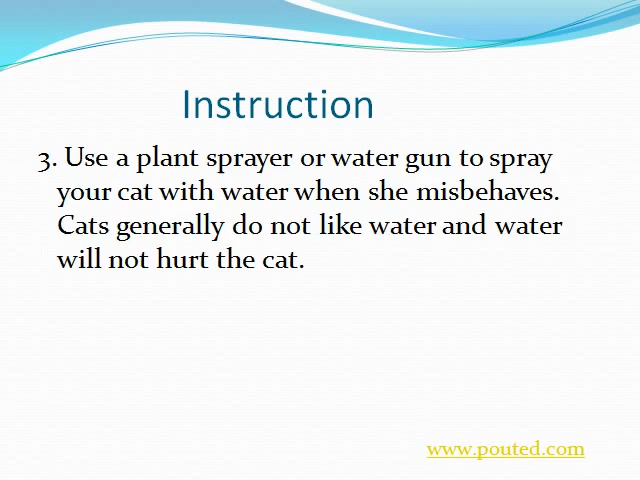 Instruction
3. Use a plant sprayer or water gun to spray
your cat with water when she misbehaves.
Cats generally do not like water and water
will not hurt the cat.
www.pouted.com